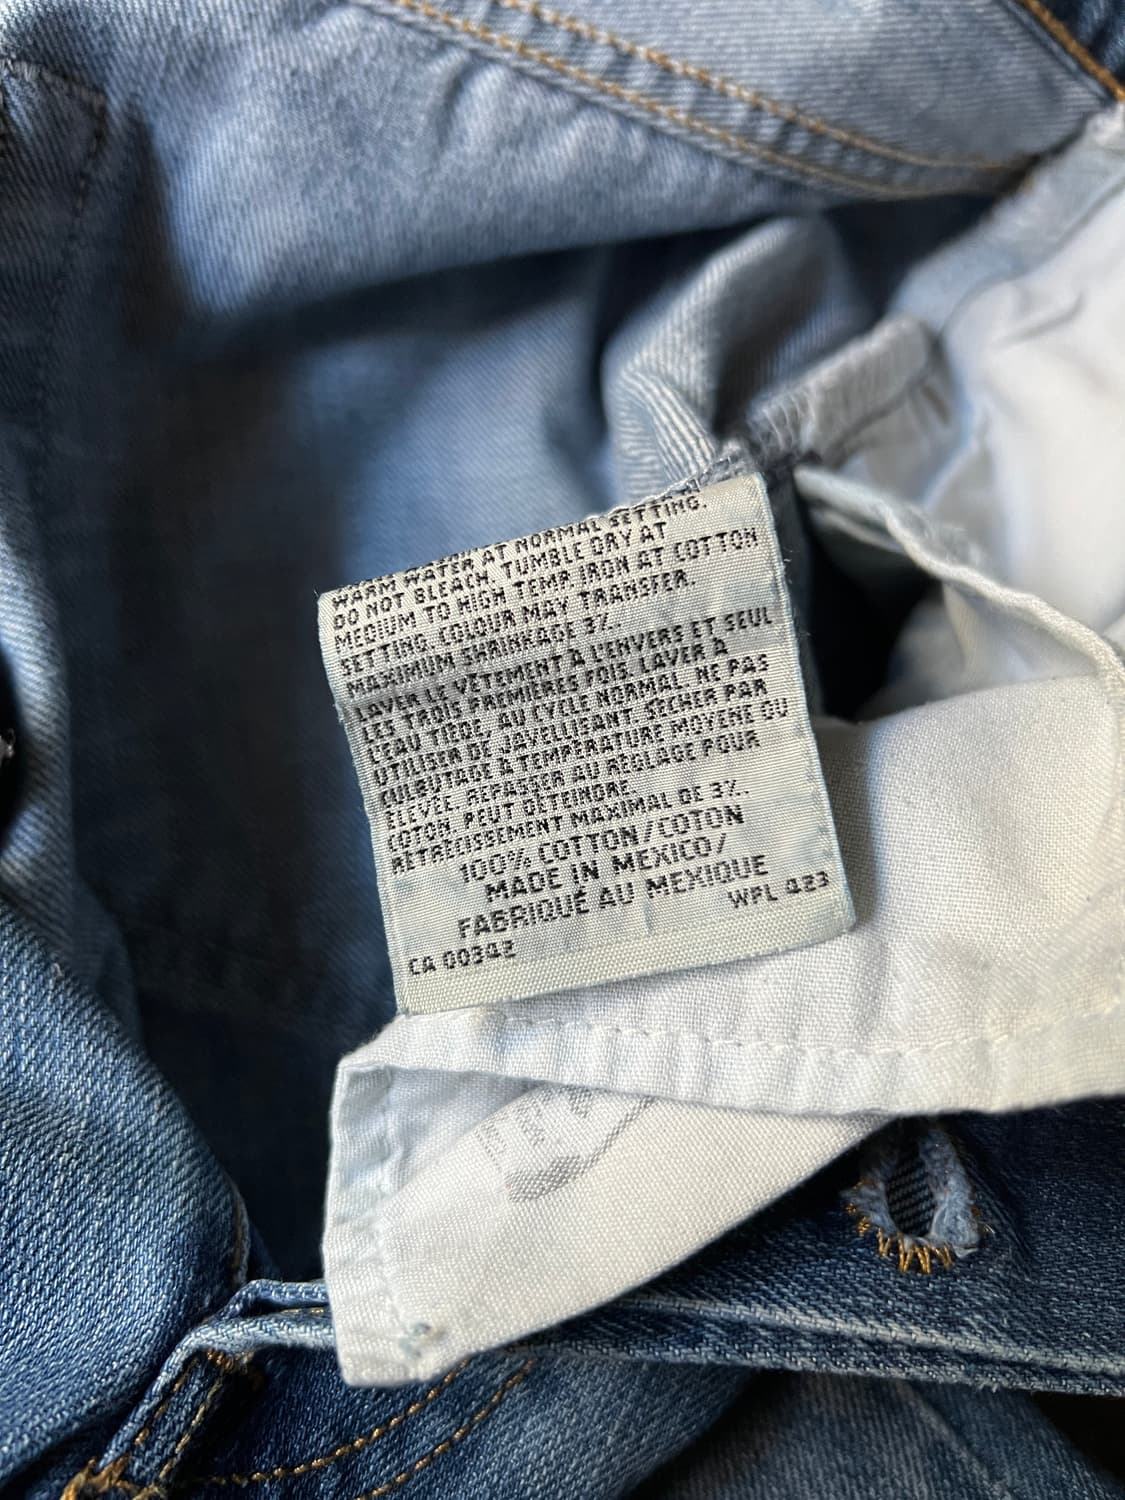 WARM WATER AT NORMAL SETTING.
DO NOT BLEACH. TUMBLE DRY AT
MEDIUM TO HIGH TEMP. IRON AT COTTON
SETTING. COLOUR MAY TRANSFER.
MAXIMUM SHRINKAGE 3%.
LAVER LE VÊTEMENT À L'ENVERS ET SEUL
LES TROIS PREMIÈRES FOIS. LAVER À
L'EAU TIÈDE, AU CYCLE NORMAL. NE PAS
UTILISER DE JAVELLISANT. SÉCHER PAR
CULBUTAGE A TEMPÉRATURE MOYENNE OU
ÉLEVÉE. REPASSER AU RÉGLAGE POUR
COTON. PEUT DÉTEINDRE.
RÉTRÉCISSEMENT MAXIMAL DE 3%.
100% COTTON/COTON
MADE IN MEXICO/
FABRIQUÉ AU MEXIQUE
WPL 423
CA 00342